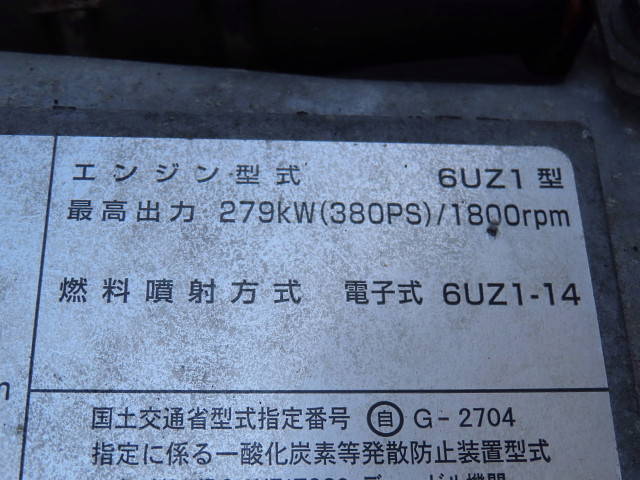 エンジン型式 6UZ1型
最高出力 279kW(380PS)/1800rpm
燃料噴射方式 電子式 6UZ1-14
国土交通省型式指定番号 自 G-2704
指定に係る一酸化炭素等発散防止装置型式